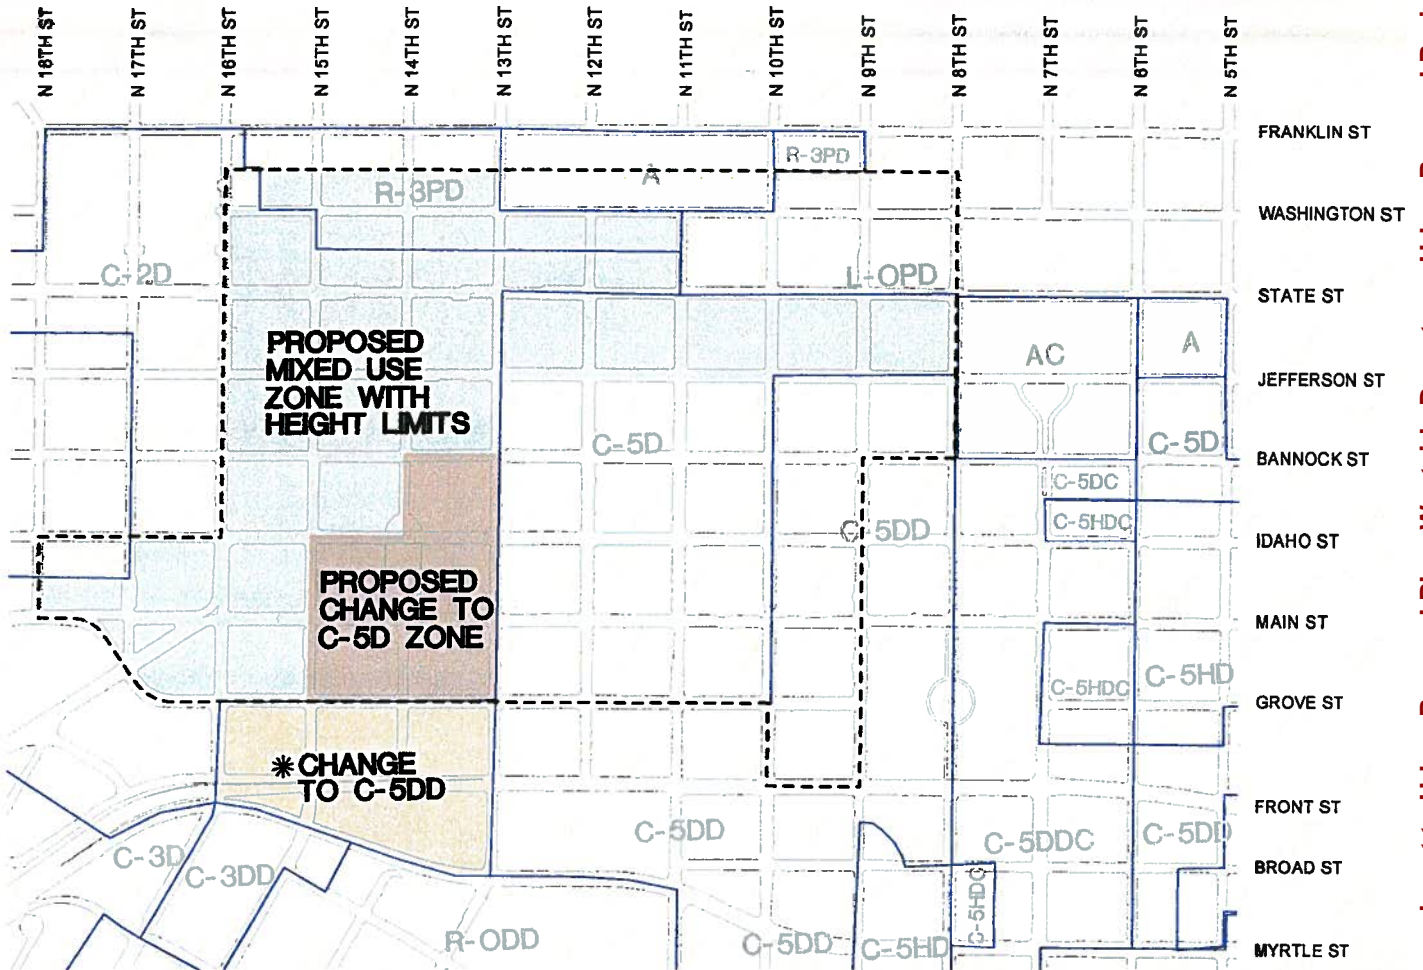 N 18TH ST
N 17TH ST
N 16TH ST
N 15TH ST
N 14TH ST
N 13TH ST
N 12TH ST
N 11TH ST
N 10TH ST
N 9TH ST
N 8TH ST
N 7TH ST
N 6TH ST
N 5TH ST
FRANKLIN ST
R-3PD
A
R-3PD
WASHINGTON ST
C-2D
L-OPD
STATE ST
PROPOSED
MIXED USE
ZONE WITH
HEIGHT LIMITS
AC
A
JEFFERSON ST
C-5D
C-5D
BANNOCK ST
C-5DC
C-5HDC
C-5DD
IDAHO ST
PROPOSED
CHANGE TO
C-5D ZONE
MAIN ST
C-5HDC
C-5HD
GROVE ST
* CHANGE
TO C-5DD
FRONT ST
C-5DD
C-5DDC
C-5DD
C-3D
C-3DD
BROAD ST
C-5HDC
R-ODD
C-5DD
C-5HD
MYRTLE ST